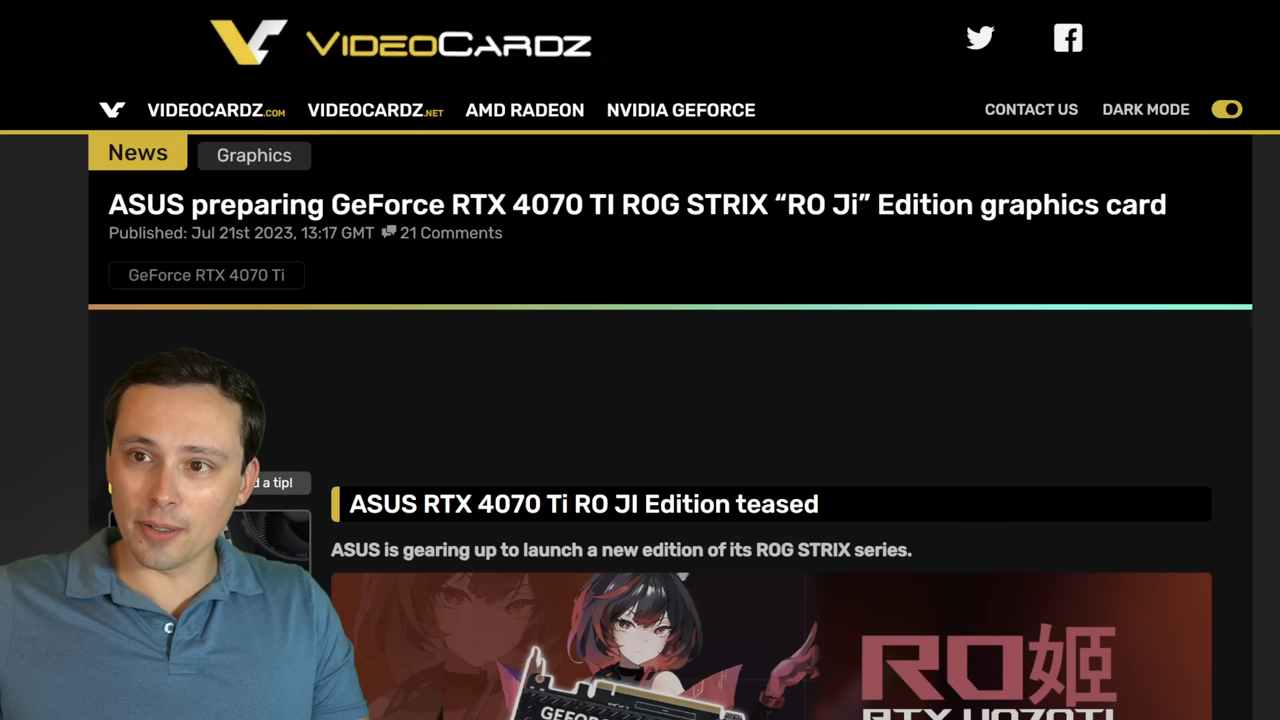 VIDEOCARDZ
VIDEOCARDZ.COM VIDEOCARDZ.NET AMD RADEON NVIDIA GEFORCE CONTACT US DARK MODE
News Graphics
ASUS preparing GeForce RTX 4070 TI ROG STRIX “RO Ji” Edition graphics card
Published: Jul 21st 2023, 13:17 GMT 21 Comments
GeForce RTX 4070 Ti
a tip!
ASUS RTX 4070 Ti RO JI Edition teased
ASUS is gearing up to launch a new edition of its ROG STRIX series.
RO姬
RTX 4070TI